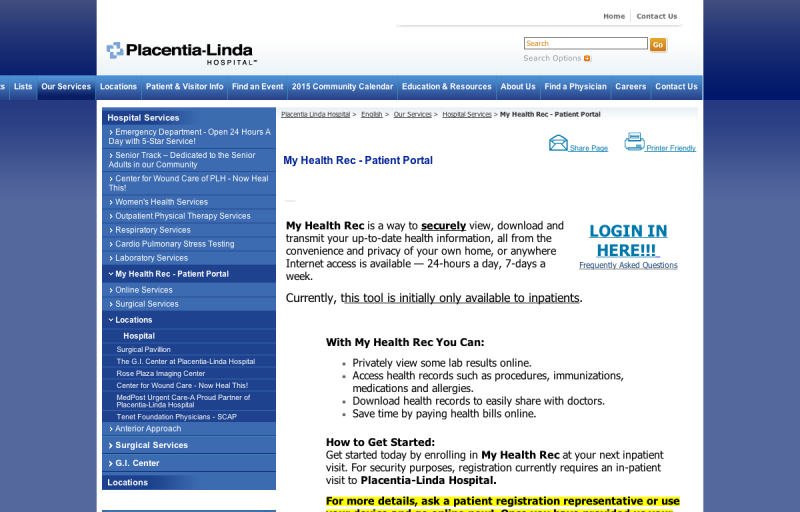 Home Contact Us
Placentia-Linda
HOSPITAL
Search
Go
Search Options
Lists Our Services Locations Patient & Visitor Info Find an Event 2015 Community Calendar Education & Resources About Us Find a Physician Careers Contact Us
Hospital Services
Emergency Department - Open 24 Hours A
Day with 5-Star Service!
Senior Track – Dedicated to the Senior
Adults in our Community
Center for Wound Care of PLH - Now Heal
This!
Women's Health Services
Outpatient Physical Therapy Services
Respiratory Services
Cardio Pulmonary Stress Testing
Laboratory Services
My Health Rec - Patient Portal
Online Services
Surgical Services
Locations
Hospital
Surgical Pavillion
The G.I. Center at Placentia-Linda Hospital
Rose Plaza Imaging Center
Center for Wound Care - Now Heal This!
MedPost Urgent Care-A Proud Partner of
Placentia-Linda Hospital
Tenet Foundation Physicians - SCAP
Anterior Approach
Surgical Services
G.I. Center
Locations
Placentia Linda Hospital > English > Our Services > Hospital Services > My Health Rec - Patient Portal
Share Page Printer Friendly
My Health Rec - Patient Portal
My Health Rec is a way to securely view, download and
transmit your up-to-date health information, all from the
convenience and privacy of your own home, or anywhere
Internet access is available — 24-hours a day, 7-days a
week.
LOGIN IN
HERE!!!
Frequently Asked Questions
Currently, this tool is initially only available to inpatients.
With My Health Rec You Can:
Privately view some lab results online.
Access health records such as procedures, immunizations,
medications and allergies.
Download health records to easily share with doctors.
Save time by paying health bills online.
How to Get Started:
Get started today by enrolling in My Health Rec at your next inpatient
visit. For security purposes, registration currently requires an in-patient
visit to Placentia-Linda Hospital.
For more details, ask a patient registration representative or use